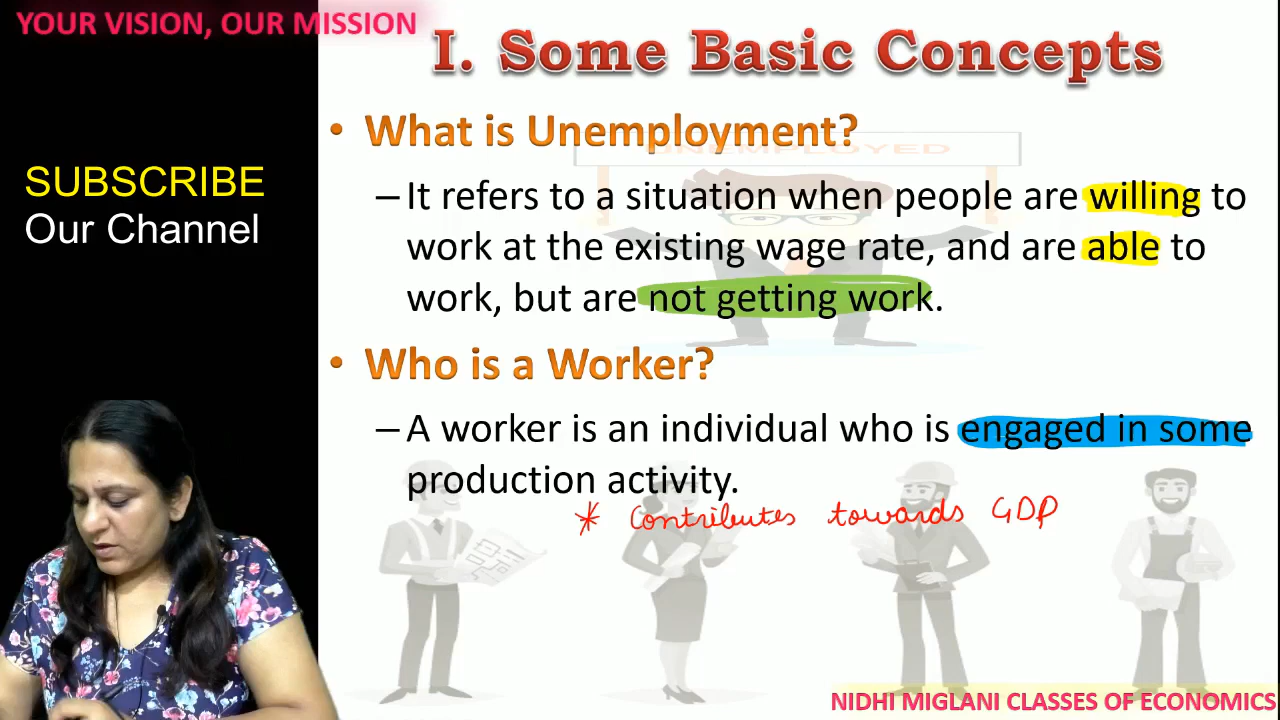 YOUR VISION, OUR MISSION
I. Some Basic Concepts
SUBSCRIBE
Our Channel
• What is Unemployment?
UNEMPLOYED
– It refers to a situation when people are willing to
work at the existing wage rate, and are able to
work, but are not getting work.
• Who is a Worker?
– A worker is an individual who is engaged in some
production activity.
* Contributes towards GDP
NIDHI MIGLANI CLASSES OF ECONOMICS